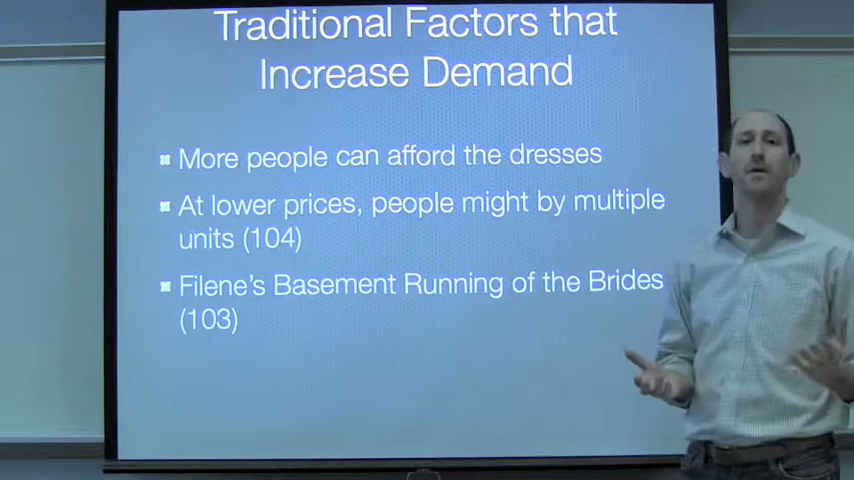 Traditional Factors that
Increase Demand
More people can afford the dresses
At lower prices, people might by multiple
units (104)
Filene's Basement Running of the Brides
(103)